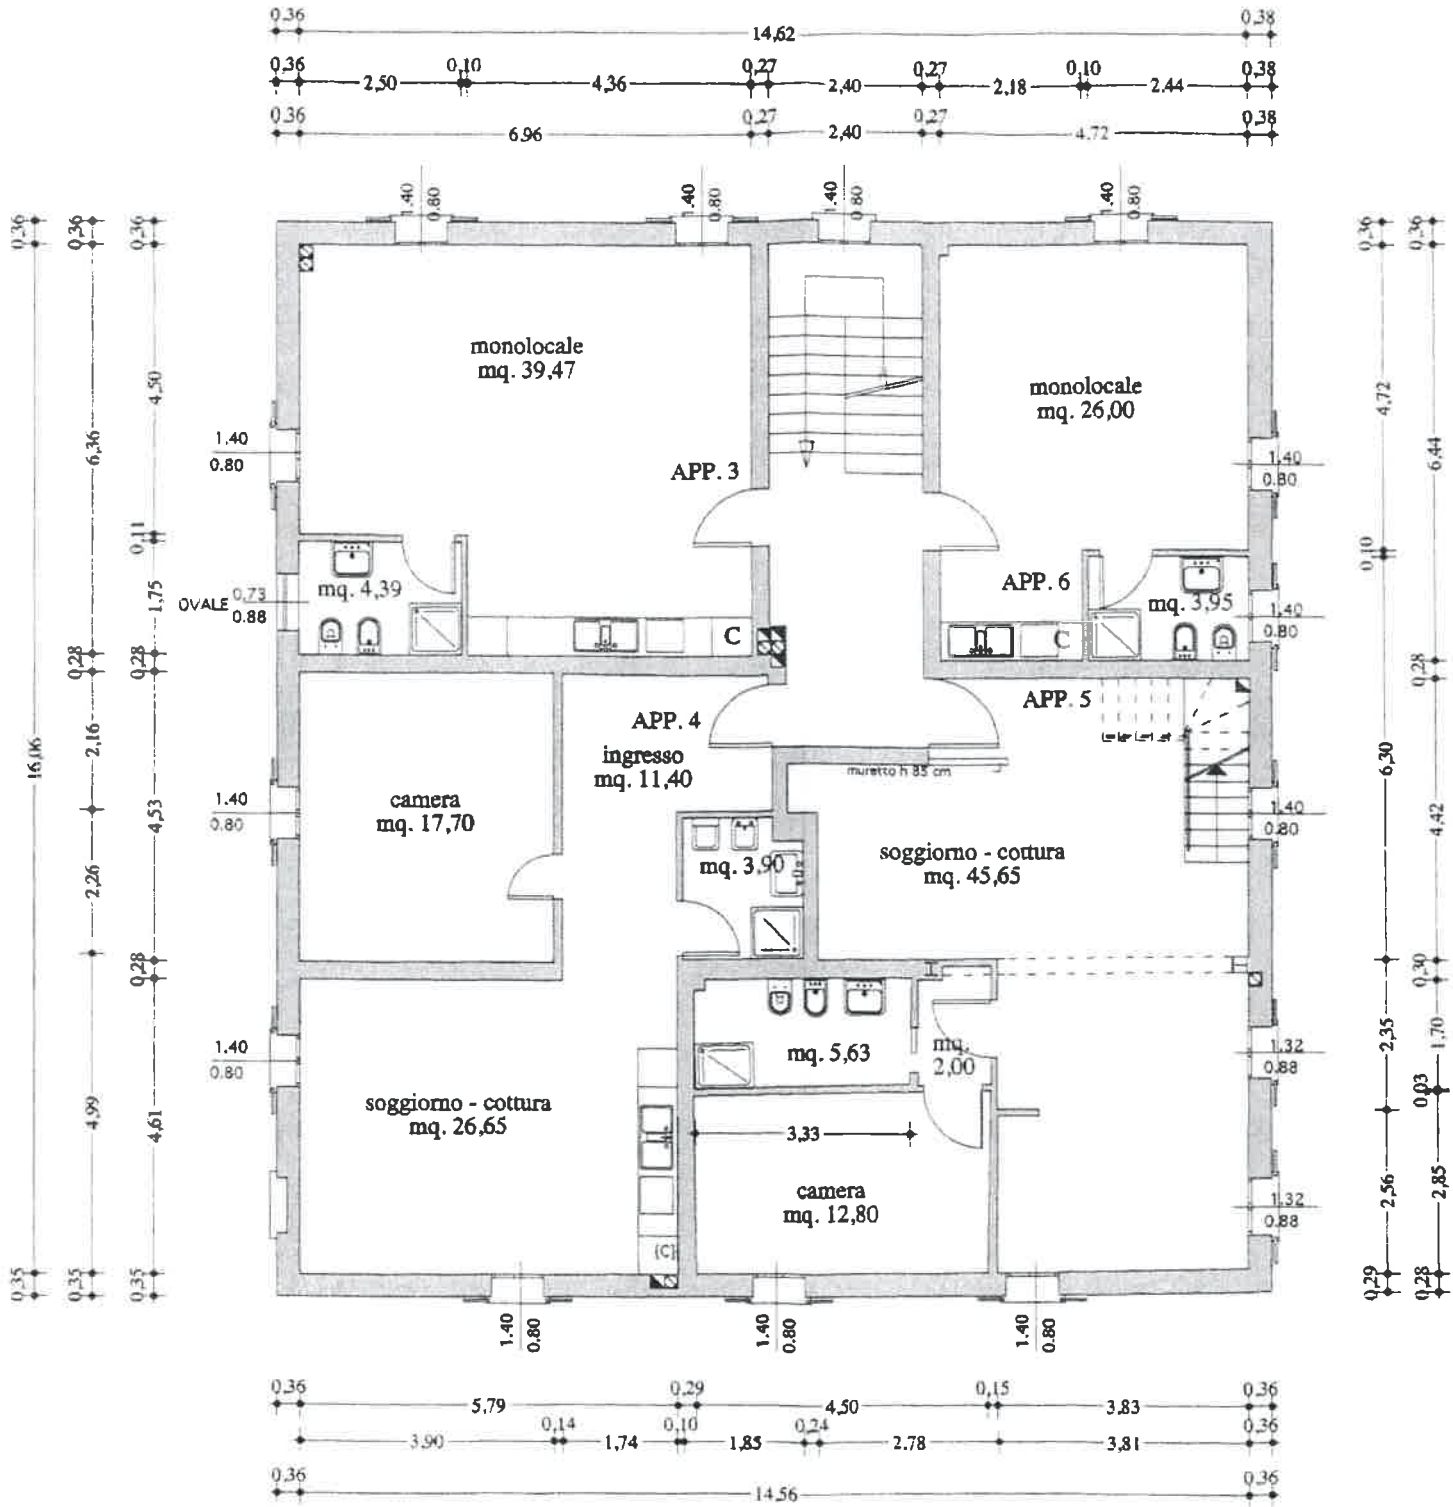 0,36 14,62 0,38
0,36 2,50 0,10 4,36 0,27 2,40 0,27 2,18 0,10 2,44 0,38
0,36 6,96 0,27 2,40 0,27 4,72 0,38
1.40 0.80
1.40 0.80
1.40 0.80
1.40 0.80
0,36 16,06 0,35
0,36 6,36 0,28 2,16 2,26 4,99 0,35
0,36 4,50 0,11 1,75 0,28 4,53 0,28 4,61 0,35
monolocale
mq. 39,47
APP. 3
1.40
0.80
mq. 4,39
OVALE 0,73
0.88
C
monolocale
mq. 26,00
1,40
0.80
APP. 6
mq. 3,95
C
1,40
0.80
APP. 4
ingresso
mq. 11,40
camera
mq. 17,70
1.40
0.80
mq. 3,90
APP. 5
muretto h 85 cm
soggiorno - cottura
mq. 45,65
1,40
0.80
soggiorno - cottura
mq. 26,65
1.40
0.80
(C)
mq. 5,63
mq.
2,00
3,33
camera
mq. 12,80
1,32
0.88
1,32
0.88
0,36 4,72 0,10 6,30 2,35 2,56 0,29
0,36 6,44 0,28 4,42 0,30 1,70 0,03 2,85 0,28
1.40 0.80
1.40 0.80
1.40 0.80
0,36 5,79 0,29 4,50 0,15 3,83 0,36
3,90 0,14 1,74 0,10 1,85 0,24 2,78 3,81 0,36
0,36 14,56 0,36